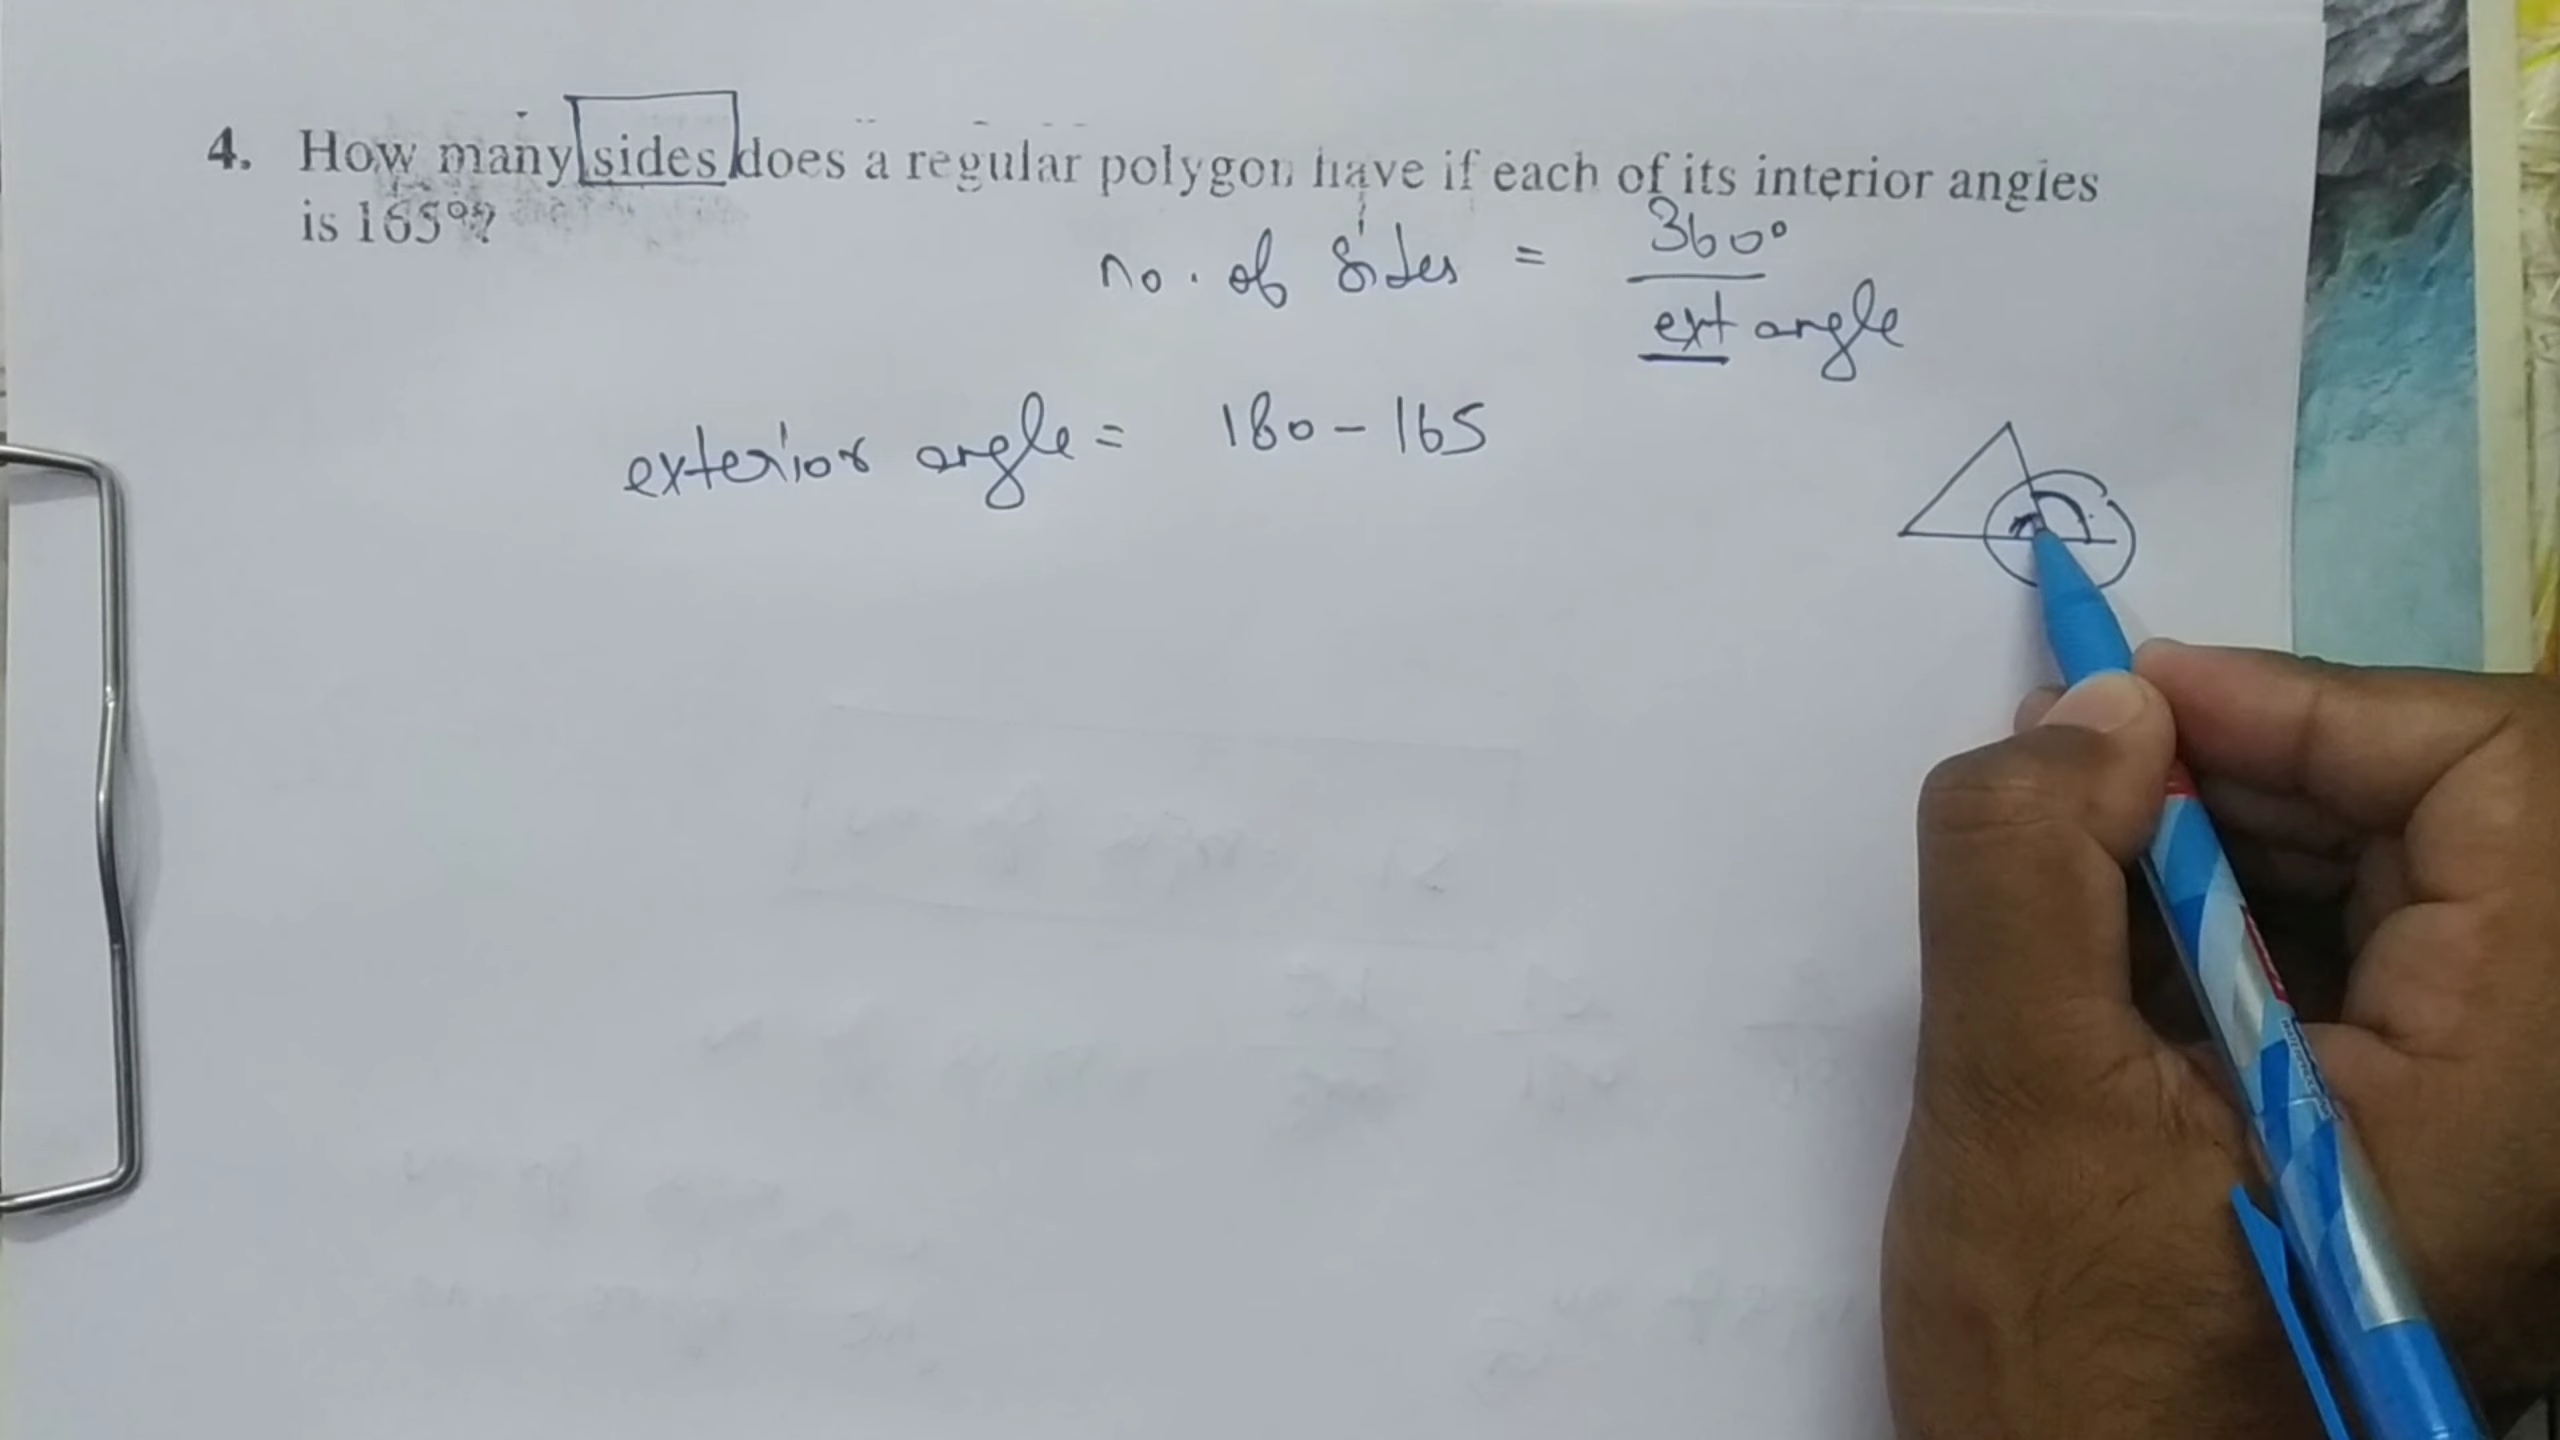 4. How many sides does a regular polygon have if each of its interior angles
is 165°?
no. of sides = 360°
ext angle
exterior angle = 180 - 165